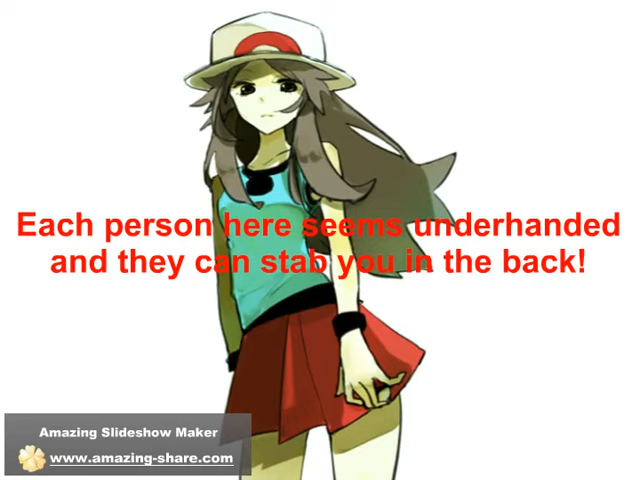 Each person here seems underhanded
and they can stab you in the back!
Amazing Slideshow Maker
www.amazing-share.com